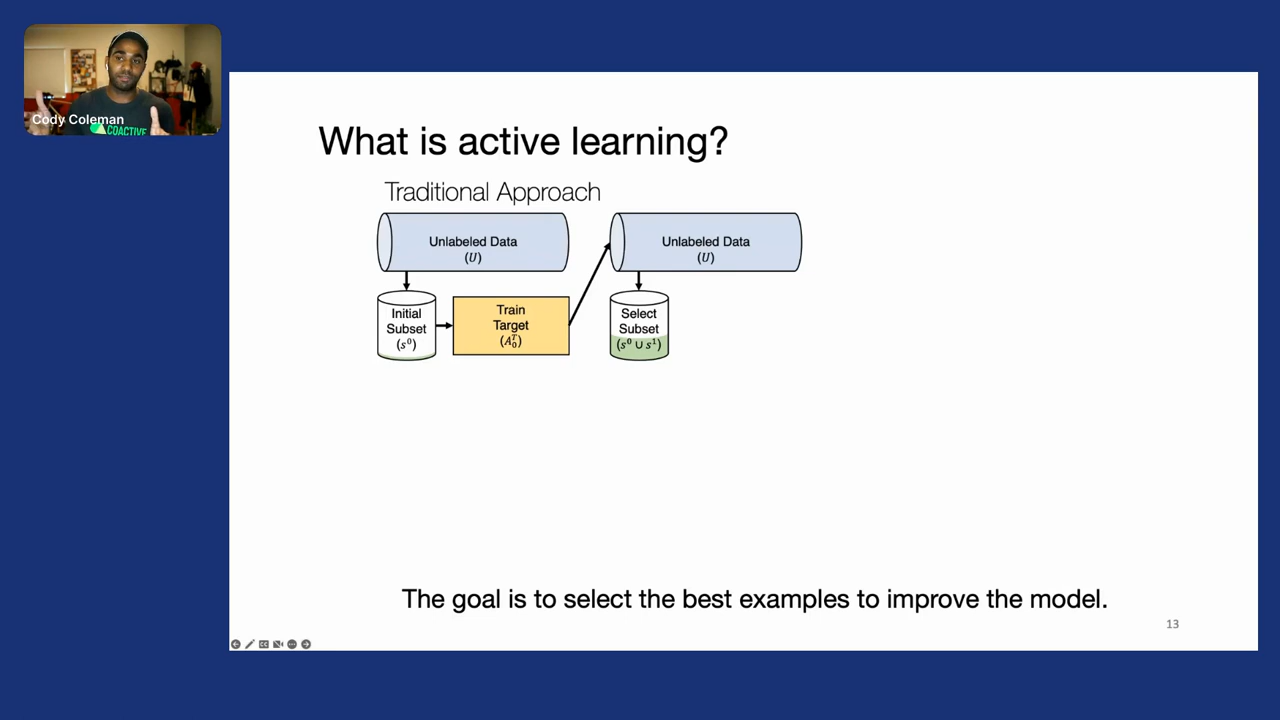 Cody Coleman
COACTIVE
What is active learning?
Traditional Approach
Unlabeled Data
(U)
Unlabeled Data
(U)
Initial
Subset
(s⁰)
Train
Target
(A₀ᵀ)
Select
Subset
(s⁰ ∪ s¹)
The goal is to select the best examples to improve the model.
13